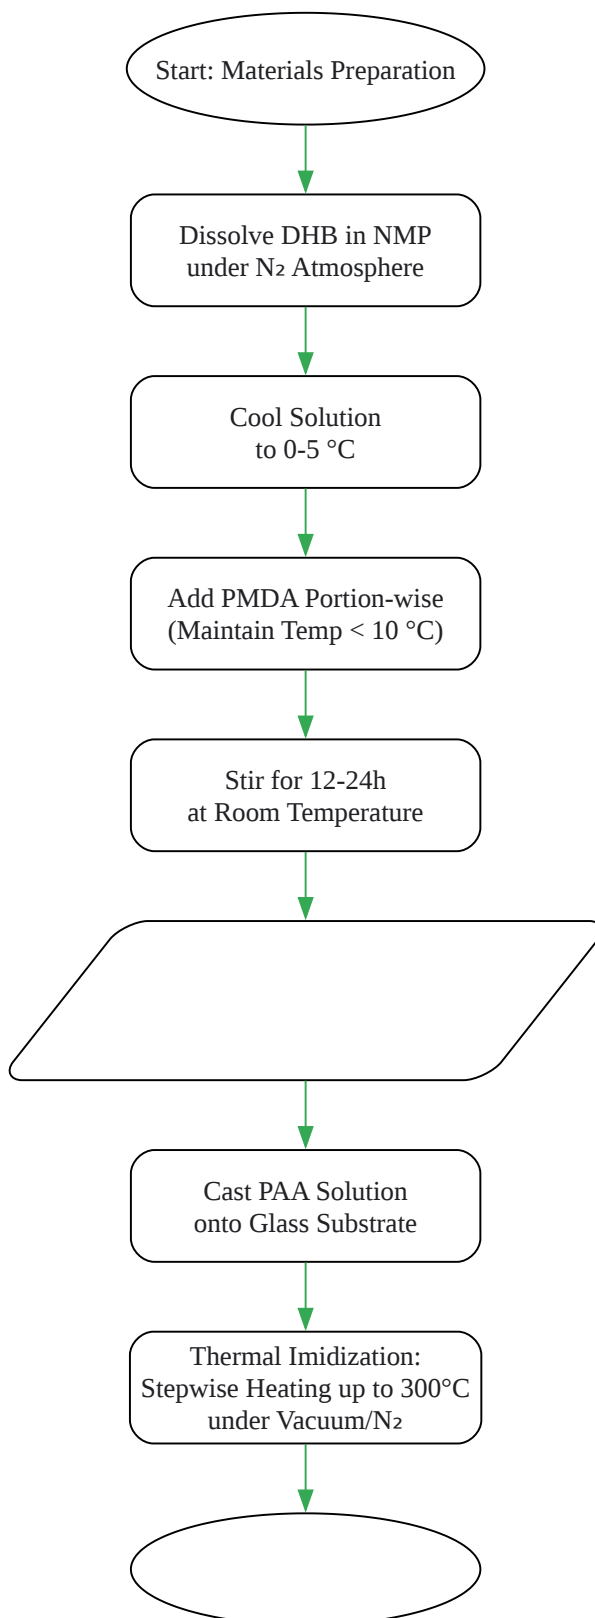 Start: Materials Preparation
Dissolve DHB in NMP
under N₂ Atmosphere
Cool Solution
to 0-5 °C
Add PMDA Portion-wise
(Maintain Temp < 10 °C)
Stir for 12-24h
at Room Temperature
Cast PAA Solution
onto Glass Substrate
Thermal Imidization:
Stepwise Heating up to 300°C
under Vacuum/N₂